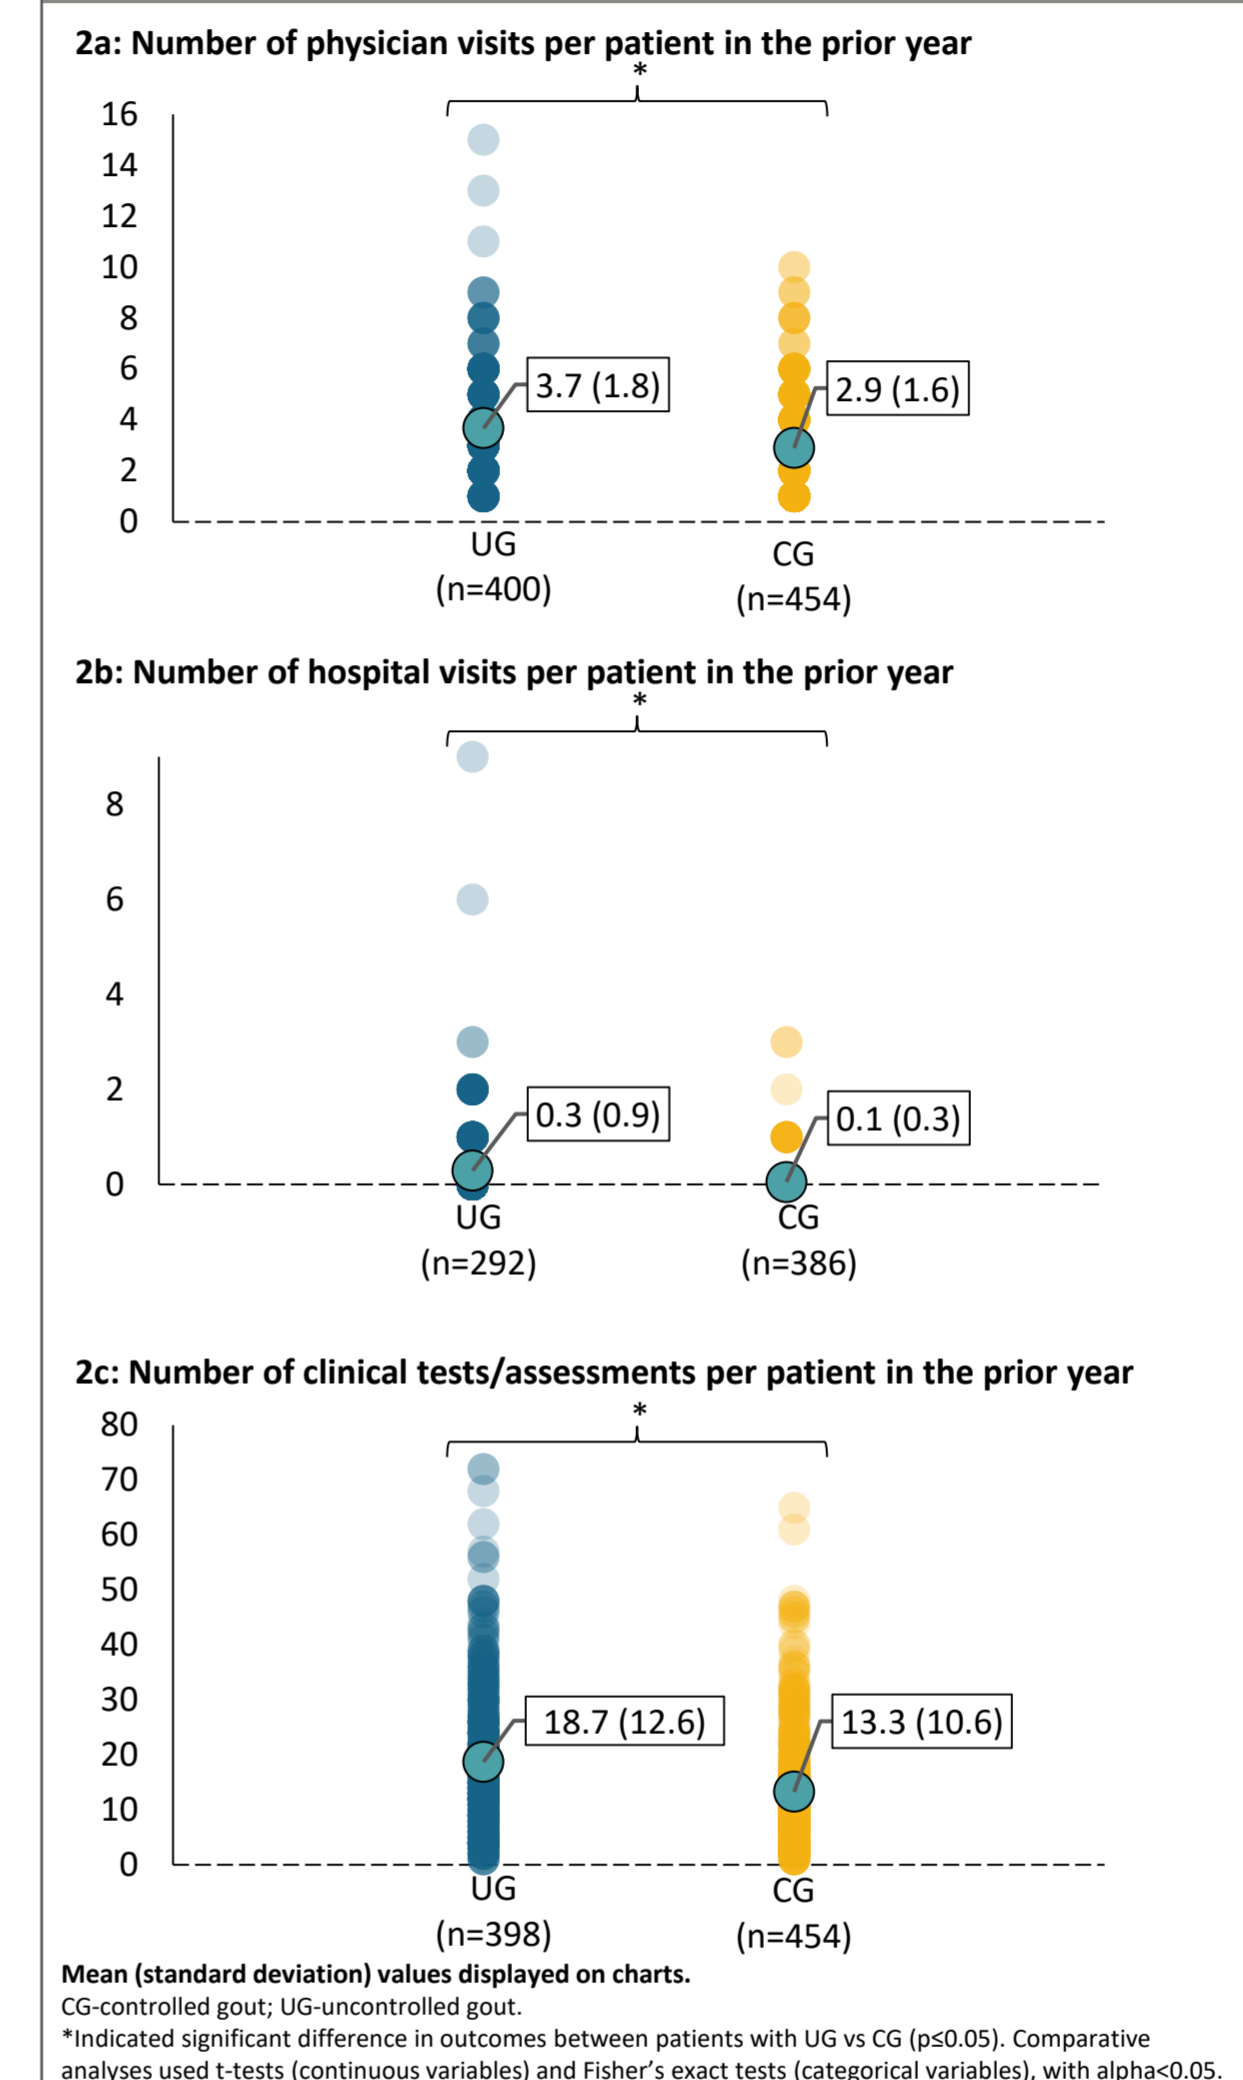 2a: Number of physician visits per patient in the prior year
*
16
14
12
10
8
6
4
2
0
3.7 (1.8)
2.9 (1.6)
UG
(n=400)
CG
(n=454)
2b: Number of hospital visits per patient in the prior year
*
8
6
4
2
0
0.3 (0.9)
0.1 (0.3)
UG
(n=292)
CG
(n=386)
2c: Number of clinical tests/assessments per patient in the prior year
*
80
70
60
50
40
30
20
10
0
18.7 (12.6)
13.3 (10.6)
UG
(n=398)
CG
(n=454)
Mean (standard deviation) values displayed on charts.
CG-controlled gout; UG-uncontrolled gout.
*Indicated significant difference in outcomes between patients with UG vs CG (p≤0.05). Comparative
analyses used t-tests (continuous variables) and Fisher’s exact tests (categorical variables), with alpha<0.05.